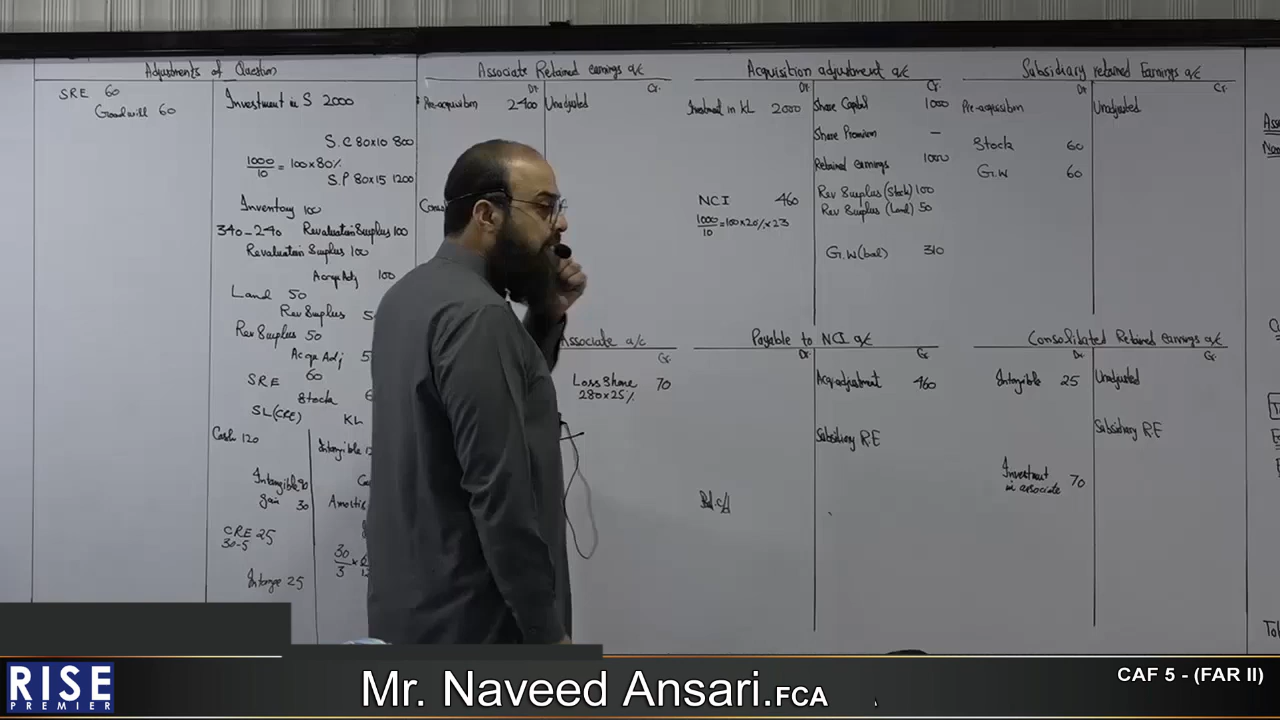 Adjustments of Question
SRE 60
Goodwill 60
Investment in S 2000
S.C 80x10 800
1000/10 = 100x80%
S.P 80x15 1200
Inventory 100
340-240 Revaluation Surplus 100
Revaluation Surplus 100
Acqu Adj 100
Land 50
Rev Surplus 5
Rev Surplus 50
Acqu Adj 5
SRE 60
Stock
SL(CRE) KL
Cash 120
Intangible 90
gain 30
CRE 25
30-5
Intangible 12
30/3 x
Associate Retained earnings a/c
Dr. Cr.
Pre-acquisition 2400 Unadjusted
Associate a/c
Cr.
Loss Share 70
280x25%
Acquisition adjustment a/c
Dr. Cr.
Investment in KL 2000 Share Capital 1000
Share Premium —
Retained earnings 1000
NCI 460
1000/10 = 100x20%x23
Rev Surplus (Stock) 100
Rev Surplus (Land) 50
G.W (bal) 310
Payable to NCI a/c
Dr. Cr.
Acq-adjustment 460
Subsidiary RE
Bal. c/d
Subsidiary retained Earnings a/c
Dr. Cr.
Pre-acquisition Unadjusted
Stock 60
G.W 60
Consolidated Retained earnings a/c
Dr. Cr.
Intangible 25 Unadjusted
Subsidiary RE
Investment in associate 70
RISE
PREMIER
Mr. Naveed Ansari.FCA
CAF 5 - (FAR II)